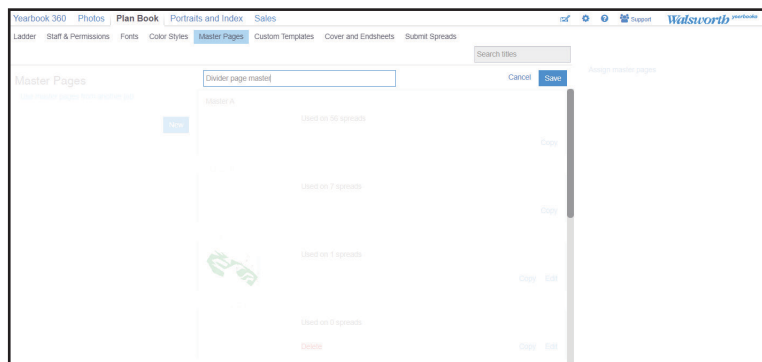 Yearbook 360 Photos Plan Book Portraits and Index Sales Support Walsworth yearbooks
Ladder Staff & Permissions Fonts Color Styles Master Pages Custom Templates Cover and Endsheets Submit Spreads
Search titles
Master Pages
Divider page master
Cancel Save
Assign master pages
Master A
Used on 56 spreads
New
Copy
Used on 7 spreads
Copy
Used on 1 spreads
Copy Edit
Used on 0 spreads
Delete
Copy Edit